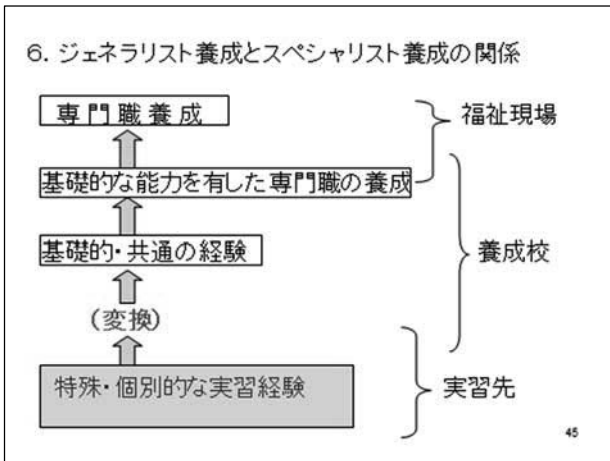 6. ジェネラリスト養成とスペシャリスト養成の関係
専門職養成
福祉現場
基礎的な能力を有した専門職の養成
基礎的・共通の経験
養成校
(変換)
特殊・個別的な実習経験
実習先
45